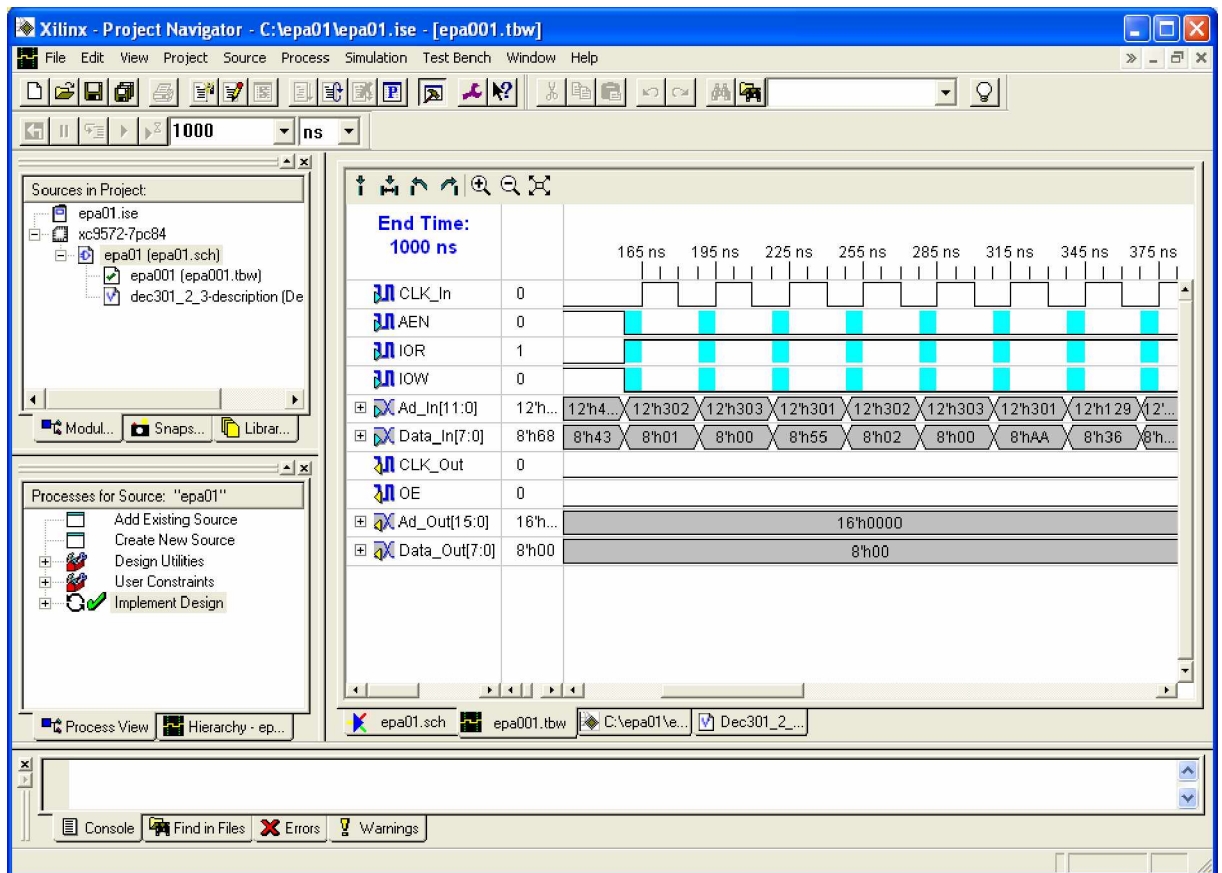 Xilinx - Project Navigator - C:\epa01\epa01.ise - [epa001.tbw]
File Edit View Project Source Process Simulation Test Bench Window Help
1000 ns
Sources in Project:
epa01.ise
xc9572-7pc84
epa01 (epa01.sch)
epa001 (epa001.tbw)
dec301_2_3-description (De
Modul... Snaps... Librar...
Processes for Source: "epa01"
Add Existing Source
Create New Source
Design Utilities
User Constraints
Implement Design
Process View Hierarchy - ep...
End Time:
1000 ns
165 ns 195 ns 225 ns 255 ns 285 ns 315 ns 345 ns 375 ns
CLK_In 0
AEN 0
IOR 1
IOW 0
Ad_In[11:0] 12'h... 12'h4... 12'h302 12'h303 12'h301 12'h302 12'h303 12'h301 12'h129 12'...
Data_In[7:0] 8'h68 8'h43 8'h01 8'h00 8'h55 8'h02 8'h00 8'hAA 8'h36 8'h...
CLK_Out 0
OE 0
Ad_Out[15:0] 16'h... 16'h0000
Data_Out[7:0] 8'h00 8'h00
epa01.sch epa001.tbw C:\epa01\e... Dec301_2_...
Console Find in Files Errors Warnings